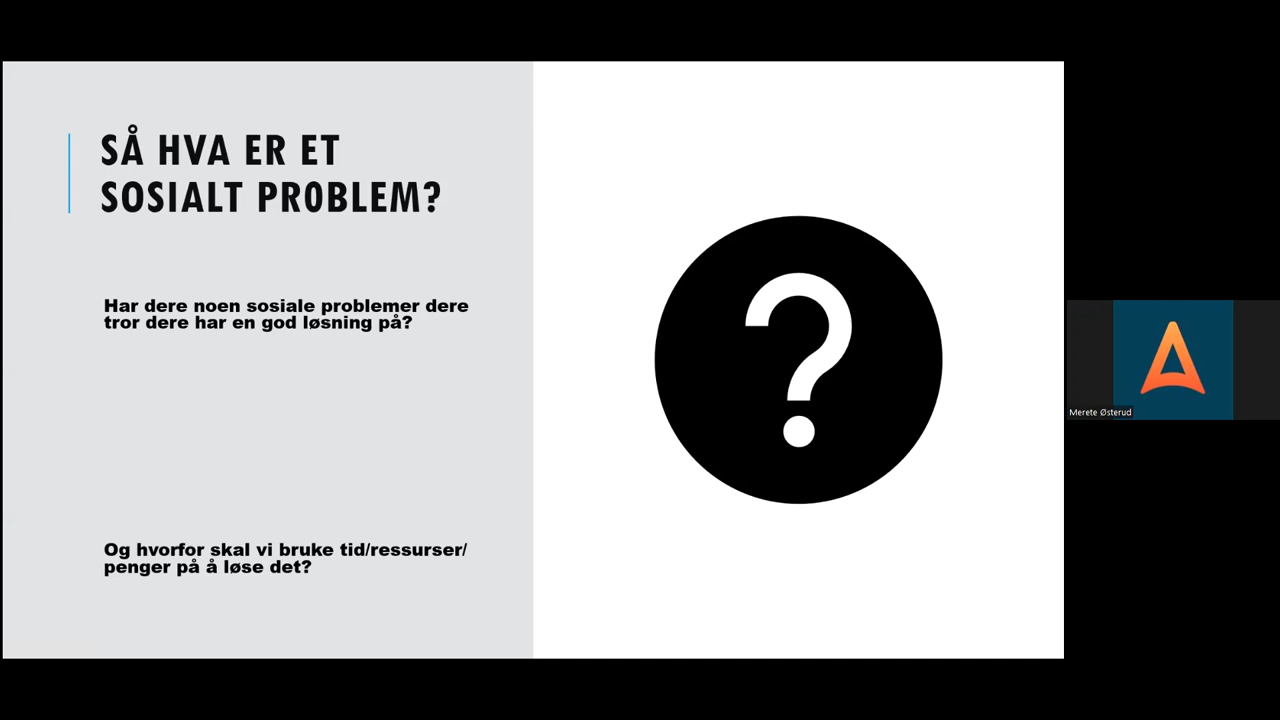 SÅ HVA ER ET
SOSIALT PROBLEM?
Har dere noen sosiale problemer dere
tror dere har en god løsning på?
Og hvorfor skal vi bruke tid/ressurser/
penger på å løse det?
?
Merete Østerud